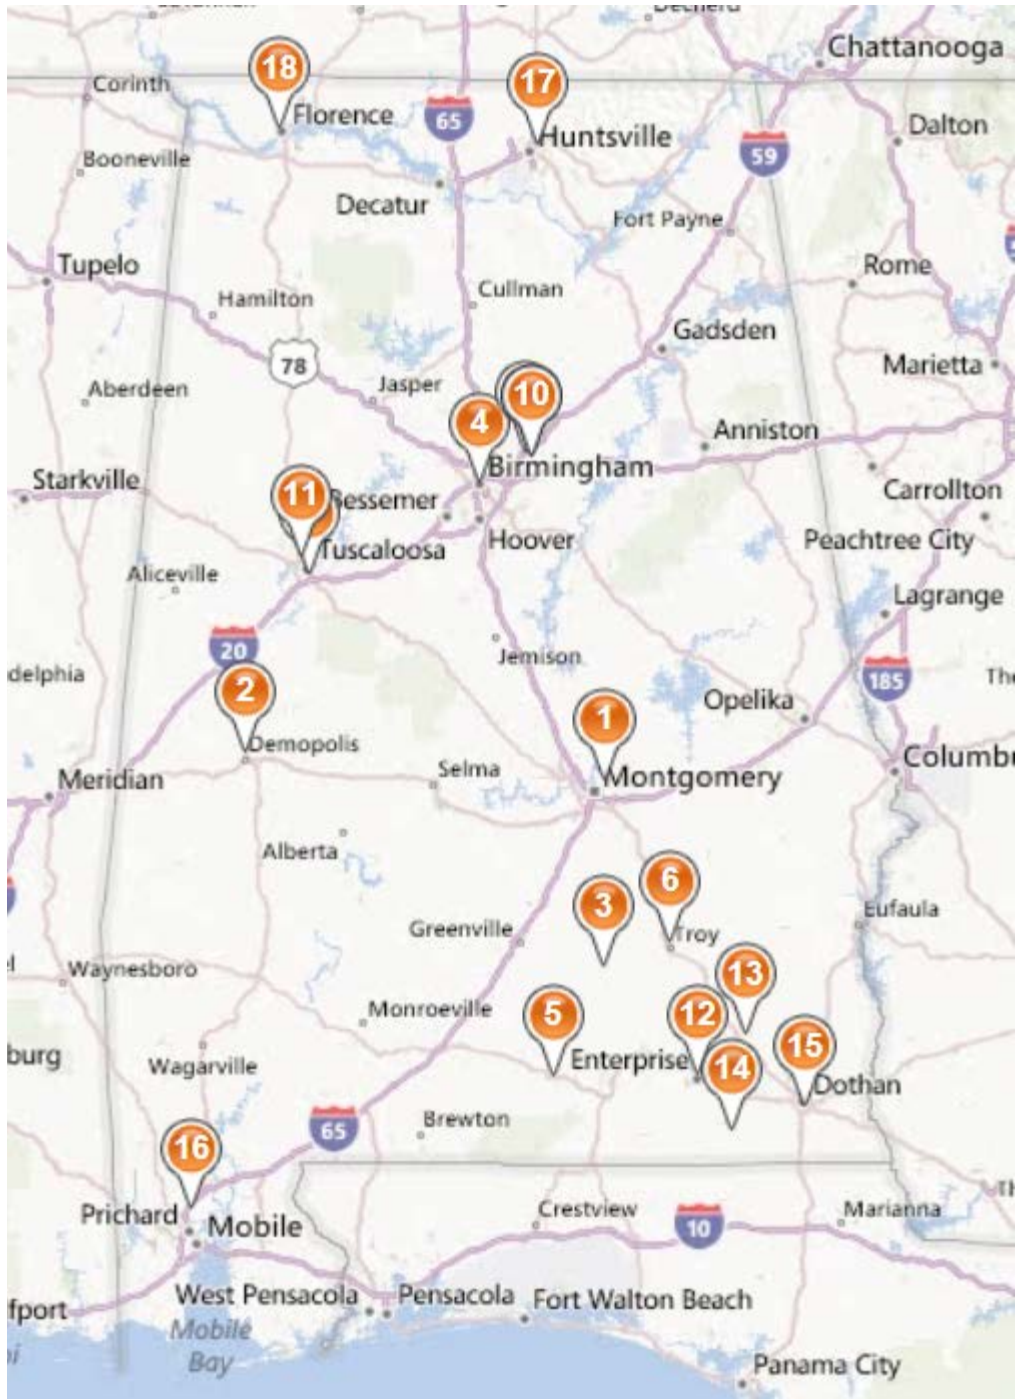 Chattanooga
18
Corinth
Florence
65
17
Huntsville
Dalton
Booneville
59
Decatur
Fort Payne
Tupelo
Rome
Hamilton
Cullman
Gadsden
78
Marietta
Aberdeen
Jasper
10
4
Anniston
Birmingham
Starkville
11
Bessemer
Carrollton
Hoover
Peachtree City
Tuscaloosa
Aliceville
Lagrange
20
Jemison
delphia
185
2
Opelika
1
Demopolis
Columb
Meridian
Selma
Montgomery
Alberta
6
3
Eufaula
Greenville
Troy
Waynesboro
13
Monroeville
5
12
burg
Wagarville
Enterprise
15
14
Dothan
Brewton
65
16
Prichard
Mobile
Crestview
10
Marianna
West Pensacola
Pensacola
Fort Walton Beach
fport
Mobile
Bay
Panama City